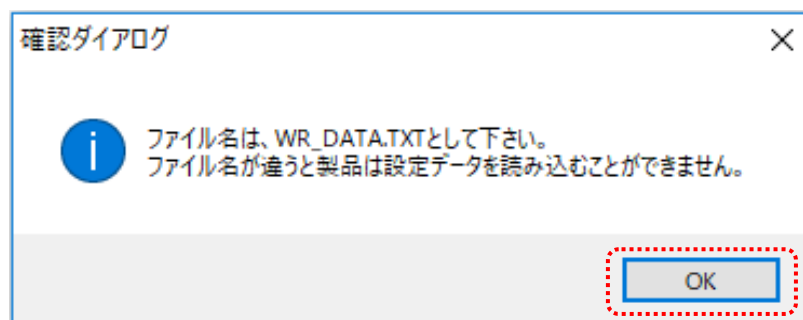 確認ダイアログ
ファイル名は、WR_DATA.TXTとして下さい。
ファイル名が違うと製品は設定データを読み込むことができません。
OK